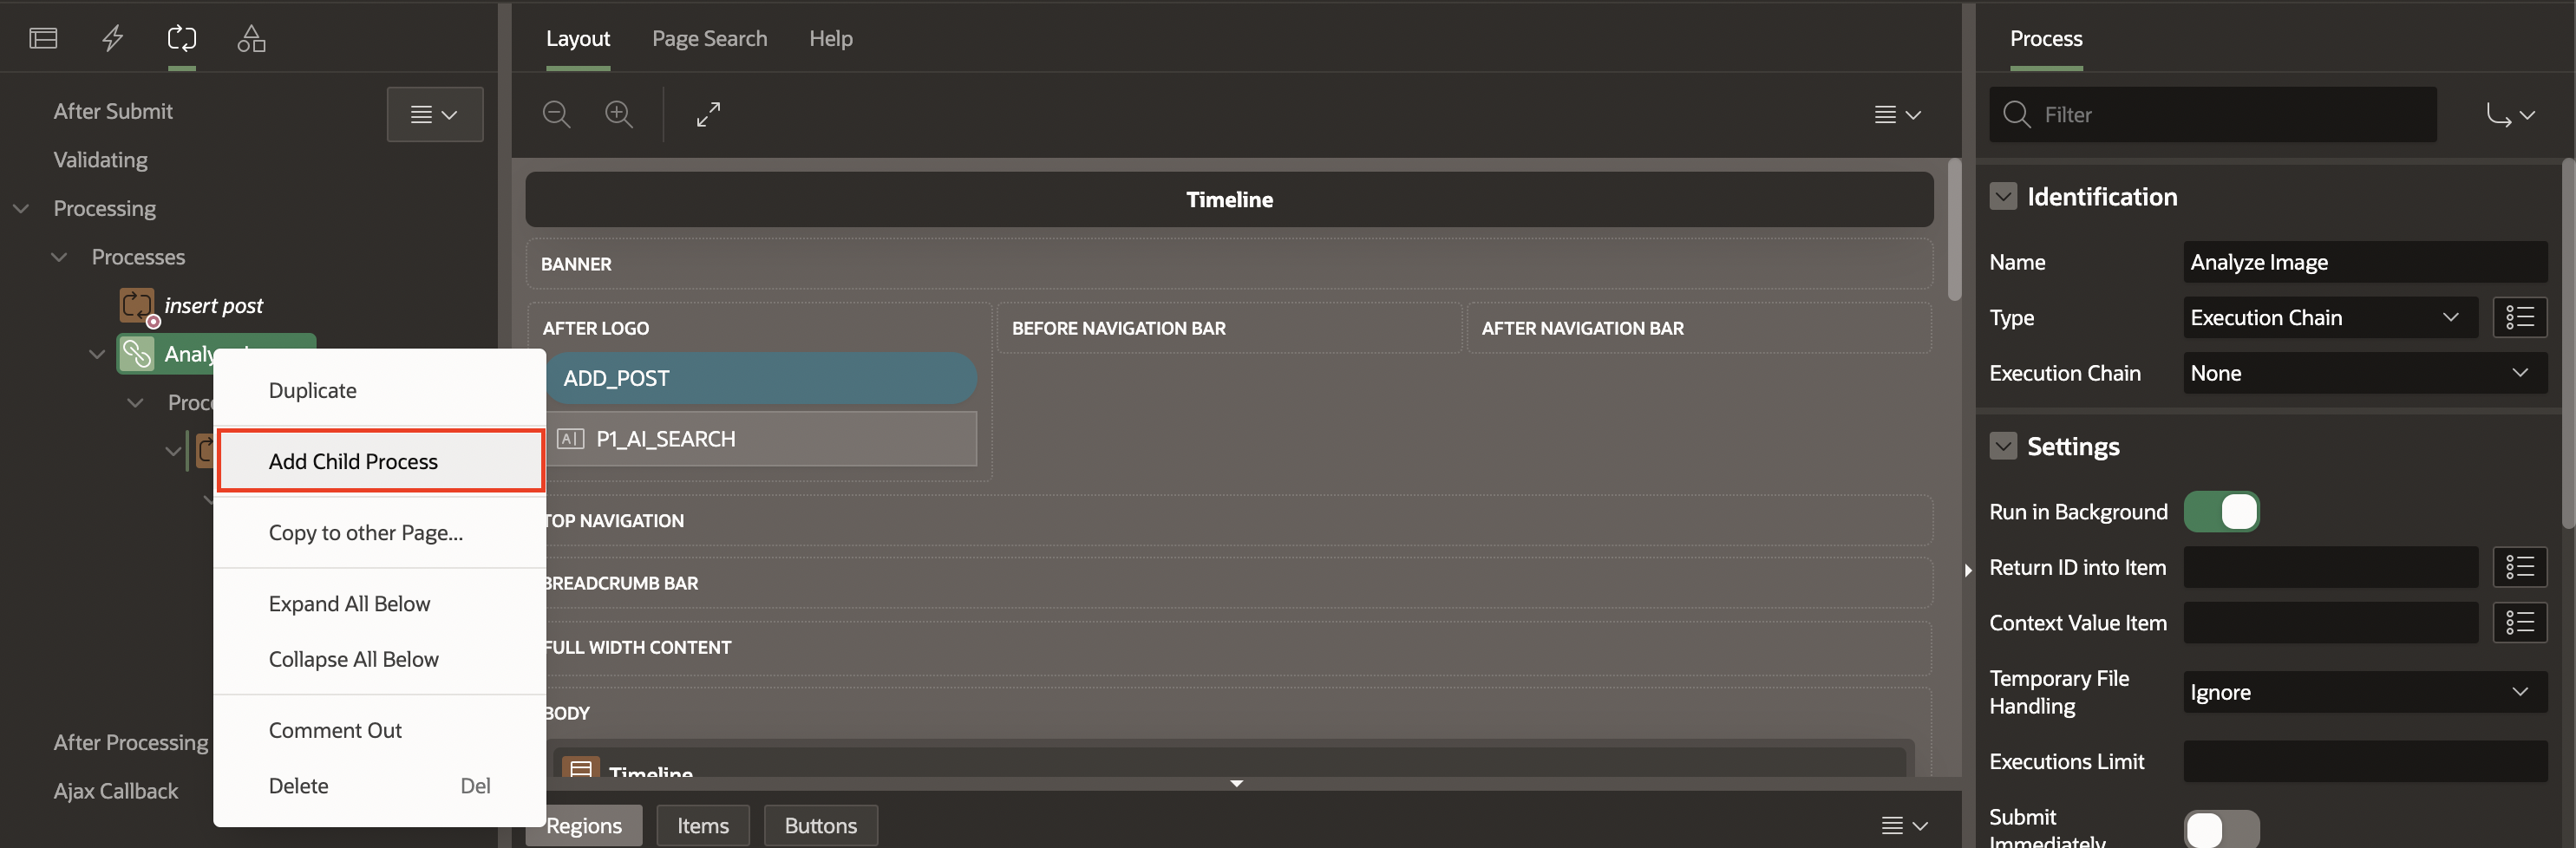 Layout
Page Search
Help
Process
After Submit
Validating
Processing
Processes
insert post
Duplicate
Add Child Process
Copy to other Page...
Expand All Below
Collapse All Below
Comment Out
Delete Del
After Processing
Ajax Callback
Timeline
BANNER
AFTER LOGO
BEFORE NAVIGATION BAR
AFTER NAVIGATION BAR
ADD_POST
P1_AI_SEARCH
TOP NAVIGATION
BREADCRUMB BAR
FULL WIDTH CONTENT
BODY
Timeline
Regions
Items
Buttons
Filter
Identification
Name Analyze Image
Type Execution Chain
Execution Chain None
Settings
Run in Background
Return ID into Item
Context Value Item
Temporary File
Handling
Ignore
Executions Limit
Submit
Immediately